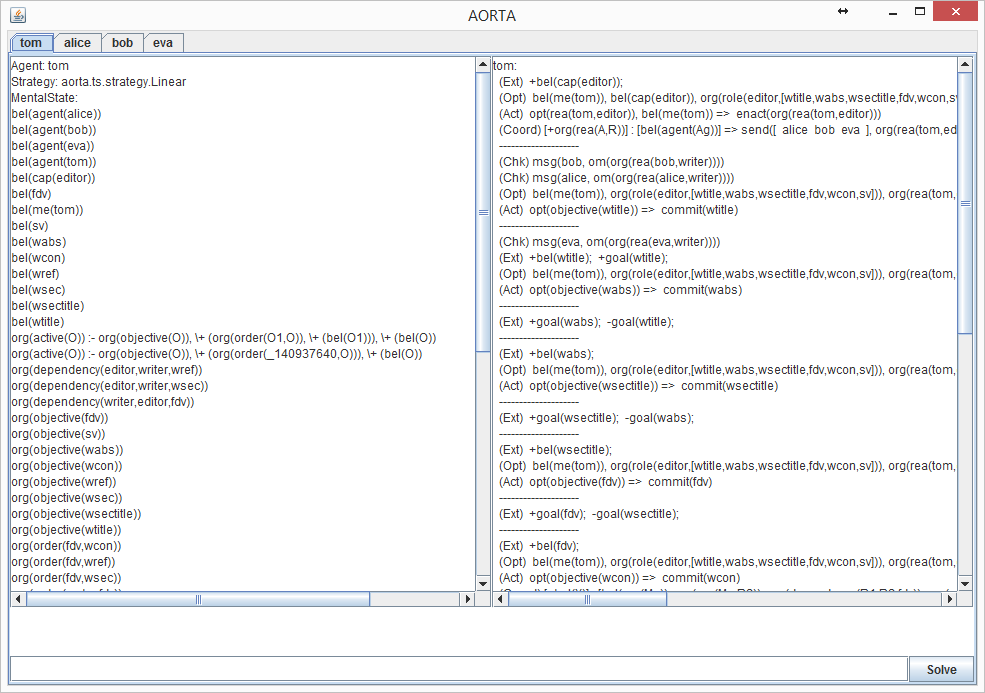 AORTA
tom alice bob eva
Agent: tom
Strategy: aorta.ts.strategy.Linear
MentalState:
bel(agent(alice))
bel(agent(bob))
bel(agent(eva))
bel(agent(tom))
bel(cap(editor))
bel(fdv)
bel(me(tom))
bel(sv)
bel(wabs)
bel(wcon)
bel(wref)
bel(wsec)
bel(wsectitle)
bel(wtitle)
org(active(O)) :- org(objective(O)), \+ (org(order(O1,O)), \+ (bel(O1))), \+ (bel(O))
org(active(O)) :- org(objective(O)), \+ (org(order(_140937640,O))), \+ (bel(O))
org(dependency(editor,writer,wref))
org(dependency(editor,writer,wsec))
org(dependency(writer,editor,fdv))
org(objective(fdv))
org(objective(sv))
org(objective(wabs))
org(objective(wcon))
org(objective(wref))
org(objective(wsec))
org(objective(wsectitle))
org(objective(wtitle))
org(order(fdv,wcon))
org(order(fdv,wref))
org(order(fdv,wsec))
tom:
(Ext) +bel(cap(editor));
(Opt) bel(me(tom)), bel(cap(editor)), org(role(editor,[wtitle,wabs,wsectitle,fdv,wcon,sv
(Act) opt(rea(tom,editor)), bel(me(tom)) => enact(org(rea(tom,editor)))
(Coord) [+org(rea(A,R))] : [bel(agent(Ag))] => send([ alice bob eva ], org(rea(tom,ed
--------------------
(Chk) msg(bob, om(org(rea(bob,writer))))
(Chk) msg(alice, om(org(rea(alice,writer))))
(Opt) bel(me(tom)), org(role(editor,[wtitle,wabs,wsectitle,fdv,wcon,sv])), org(rea(tom,
(Act) opt(objective(wtitle)) => commit(wtitle)
--------------------
(Chk) msg(eva, om(org(rea(eva,writer))))
(Ext) +bel(wtitle); +goal(wtitle);
(Opt) bel(me(tom)), org(role(editor,[wtitle,wabs,wsectitle,fdv,wcon,sv])), org(rea(tom,
(Act) opt(objective(wabs)) => commit(wabs)
--------------------
(Ext) +goal(wabs); -goal(wtitle);
--------------------
(Ext) +bel(wabs);
(Opt) bel(me(tom)), org(role(editor,[wtitle,wabs,wsectitle,fdv,wcon,sv])), org(rea(tom,
(Act) opt(objective(wsectitle)) => commit(wsectitle)
--------------------
(Ext) +goal(wsectitle); -goal(wabs);
--------------------
(Ext) +bel(wsectitle);
(Opt) bel(me(tom)), org(role(editor,[wtitle,wabs,wsectitle,fdv,wcon,sv])), org(rea(tom,
(Act) opt(objective(fdv)) => commit(fdv)
--------------------
(Ext) +goal(fdv); -goal(wsectitle);
--------------------
(Ext) +bel(fdv);
(Opt) bel(me(tom)), org(role(editor,[wtitle,wabs,wsectitle,fdv,wcon,sv])), org(rea(tom,
(Act) opt(objective(wcon)) => commit(wcon)
Solve